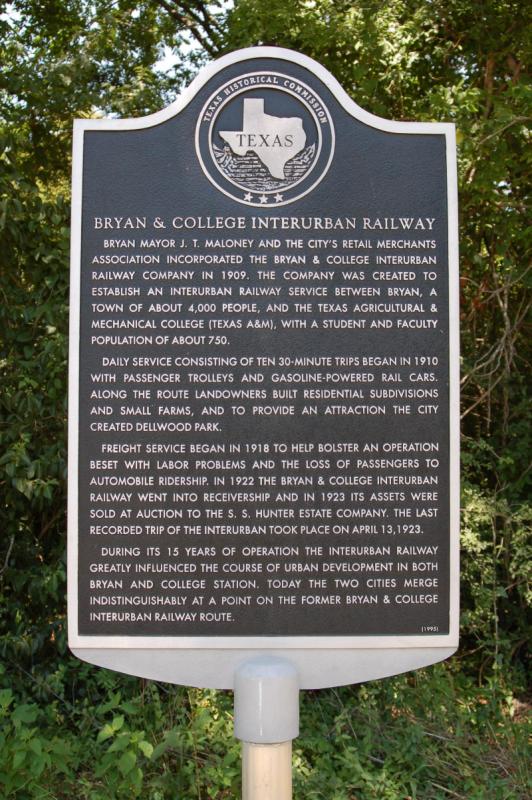 TEXAS HISTORICAL COMMISSION
TEXAS
BRYAN & COLLEGE INTERURBAN RAILWAY
BRYAN MAYOR J. T. MALONEY AND THE CITY'S RETAIL MERCHANTS
ASSOCIATION INCORPORATED THE BRYAN & COLLEGE INTERURBAN
RAILWAY COMPANY IN 1909. THE COMPANY WAS CREATED TO
ESTABLISH AN INTERURBAN RAILWAY SERVICE BETWEEN BRYAN, A
TOWN OF ABOUT 4,000 PEOPLE, AND THE TEXAS AGRICULTURAL &
MECHANICAL COLLEGE (TEXAS A&M), WITH A STUDENT AND FACULTY
POPULATION OF ABOUT 750.
DAILY SERVICE CONSISTING OF TEN 30-MINUTE TRIPS BEGAN IN 1910
WITH PASSENGER TROLLEYS AND GASOLINE-POWERED RAIL CARS.
ALONG THE ROUTE LANDOWNERS BUILT RESIDENTIAL SUBDIVISIONS
AND SMALL FARMS, AND TO PROVIDE AN ATTRACTION THE CITY
CREATED DELLWOOD PARK.
FREIGHT SERVICE BEGAN IN 1918 TO HELP BOLSTER AN OPERATION
BESET WITH LABOR PROBLEMS AND THE LOSS OF PASSENGERS TO
AUTOMOBILE RIDERSHIP. IN 1922 THE BRYAN & COLLEGE INTERURBAN
RAILWAY WENT INTO RECEIVERSHIP AND IN 1923 ITS ASSETS WERE
SOLD AT AUCTION TO THE S. S. HUNTER ESTATE COMPANY. THE LAST
RECORDED TRIP OF THE INTERURBAN TOOK PLACE ON APRIL 13,1923.
DURING ITS 15 YEARS OF OPERATION THE INTERURBAN RAILWAY
GREATLY INFLUENCED THE COURSE OF URBAN DEVELOPMENT IN BOTH
BRYAN AND COLLEGE STATION. TODAY THE TWO CITIES MERGE
INDISTINGUISHABLY AT A POINT ON THE FORMER BRYAN & COLLEGE
INTERURBAN RAILWAY ROUTE.
(1995)